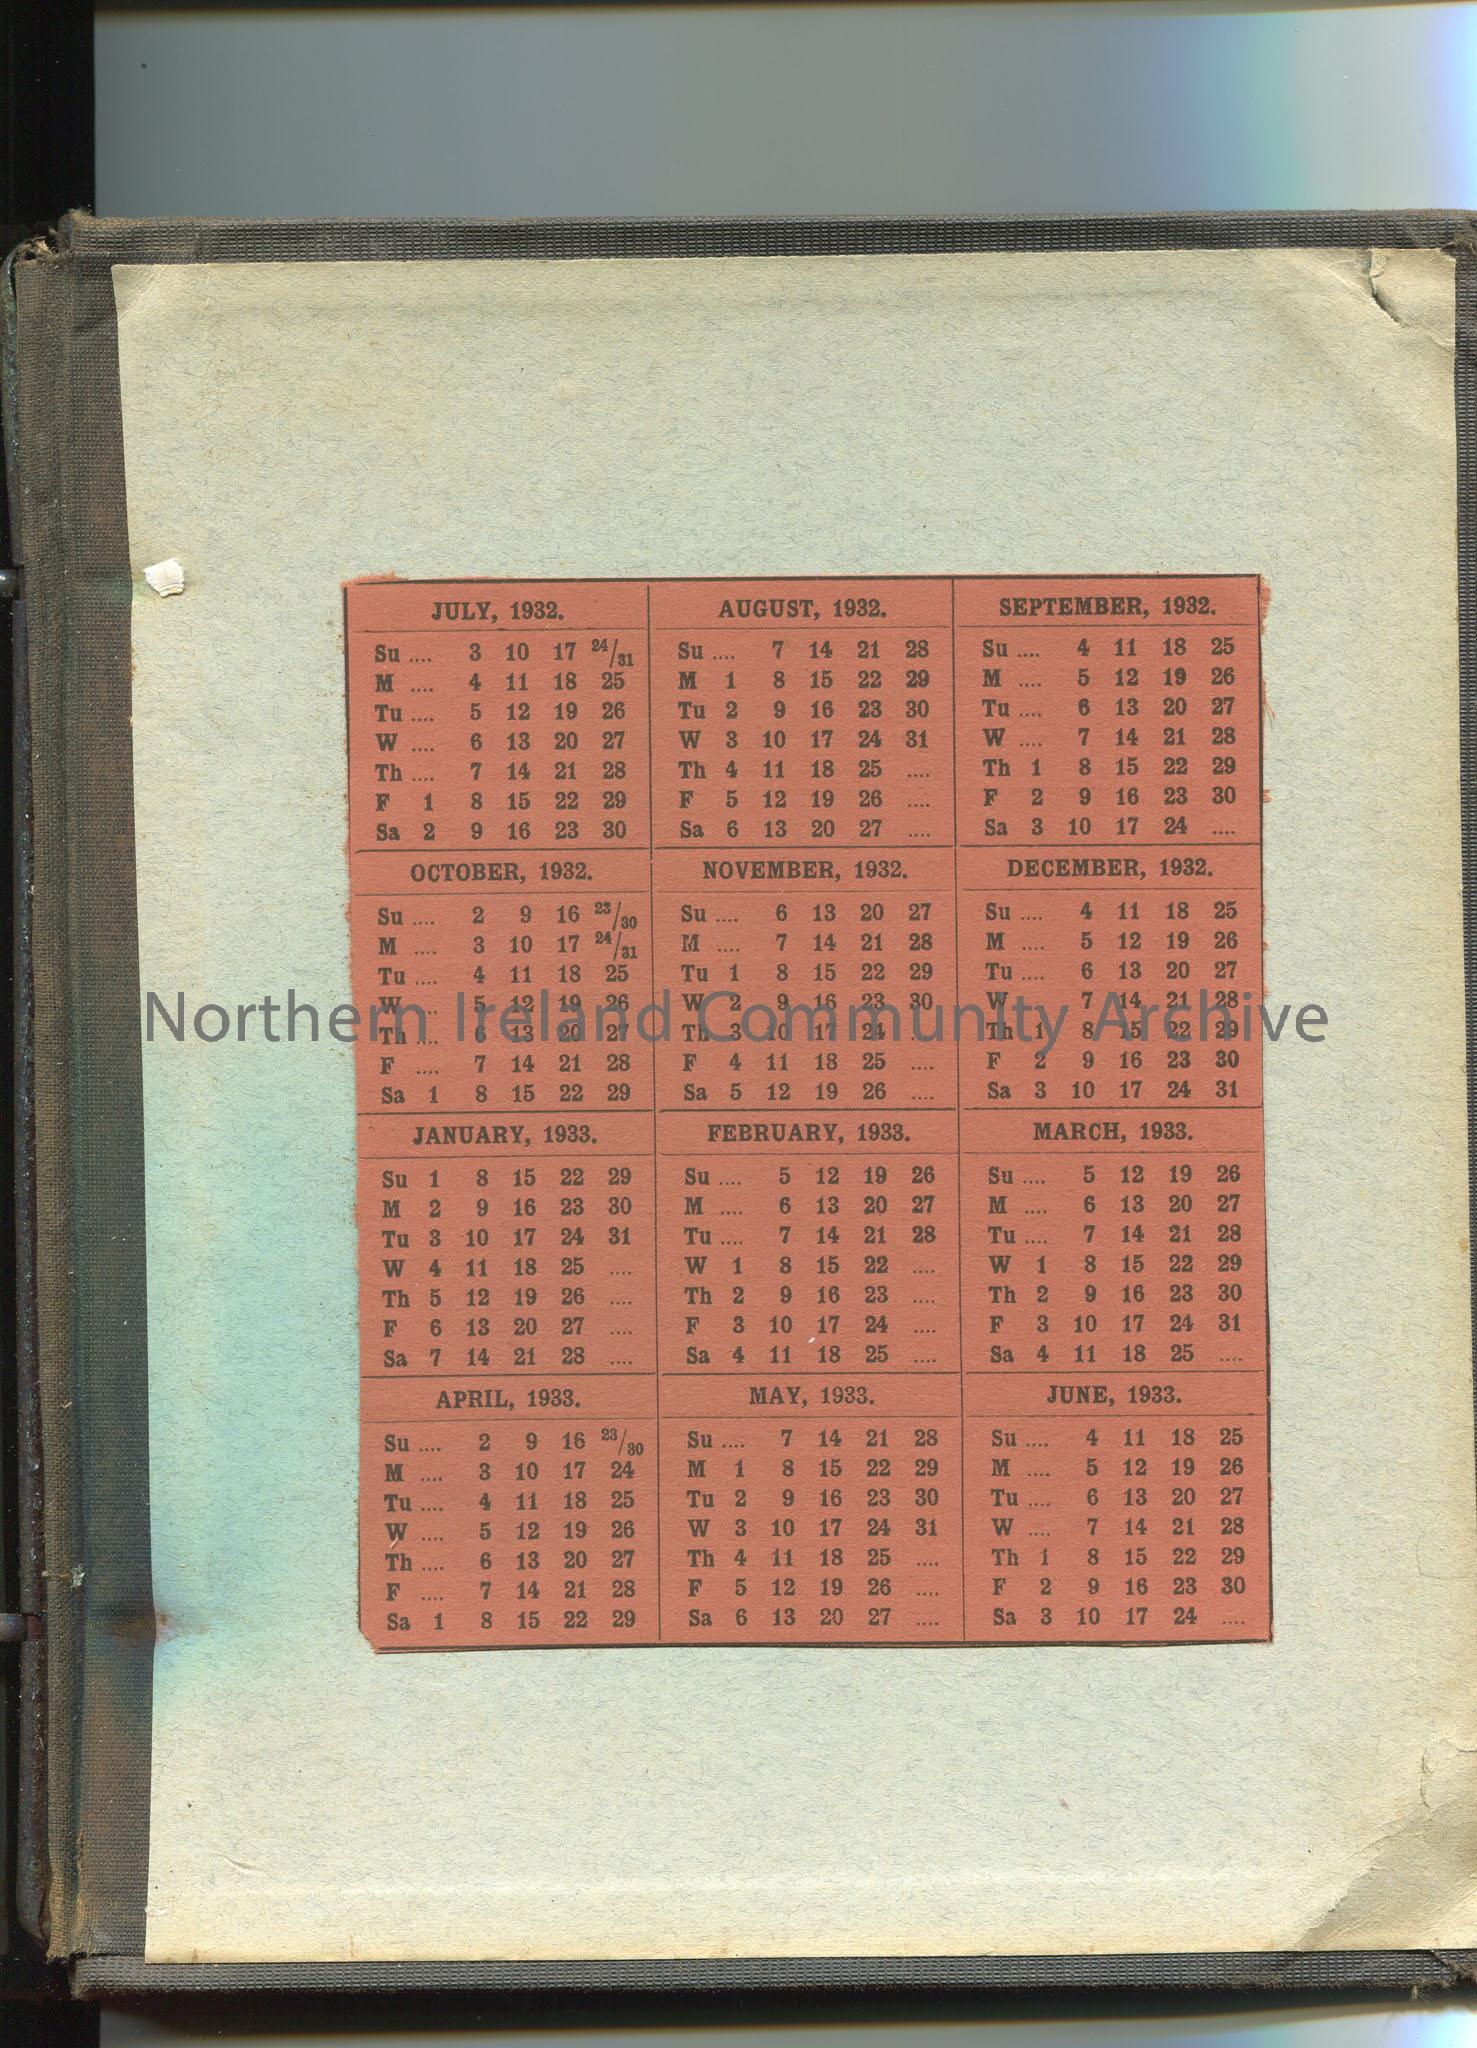 JULY, 1932.
Su .... 3 10 17 24/31
M .... 4 11 18 25
Tu .... 5 12 19 26
W .... 6 13 20 27
Th .... 7 14 21 28
F 1 8 15 22 29
Sa 2 9 16 23 30
AUGUST, 1932.
Su .... 7 14 21 28
M 1 8 15 22 29
Tu 2 9 16 23 30
W 3 10 17 24 31
Th 4 11 18 25 ....
F 5 12 19 26 ....
Sa 6 13 20 27 ....
SEPTEMBER, 1932.
Su .... 4 11 18 25
M .... 5 12 19 26
Tu .... 6 13 20 27
W .... 7 14 21 28
Th 1 8 15 22 29
F 2 9 16 23 30
Sa 3 10 17 24 ....
OCTOBER, 1932.
Su .... 2 9 16 23/30
M .... 3 10 17 24/31
Tu .... 4 11 18 25
W .... 5 12 19 26
Th .... 6 13 20 27
F .... 7 14 21 28
Sa 1 8 15 22 29
NOVEMBER, 1932.
Su .... 6 13 20 27
M .... 7 14 21 28
Tu 1 8 15 22 29
W 2 9 16 23 30
Th 3 10 17 24 ....
F 4 11 18 25 ....
Sa 5 12 19 26 ....
DECEMBER, 1932.
Su .... 4 11 18 25
M .... 5 12 19 26
Tu .... 6 13 20 27
W .... 7 14 21 28
Th 1 8 15 22 29
F 2 9 16 23 30
Sa 3 10 17 24 31
Northern Ireland Community Archive
JANUARY, 1933.
Su 1 8 15 22 29
M 2 9 16 23 30
Tu 3 10 17 24 31
W 4 11 18 25 ....
Th 5 12 19 26 ....
F 6 13 20 27 ....
Sa 7 14 21 28 ....
FEBRUARY, 1933.
Su .... 5 12 19 26
M .... 6 13 20 27
Tu .... 7 14 21 28
W 1 8 15 22 ....
Th 2 9 16 23 ....
F 3 10 17 24 ....
Sa 4 11 18 25 ....
MARCH, 1933.
Su .... 5 12 19 26
M .... 6 13 20 27
Tu .... 7 14 21 28
W 1 8 15 22 29
Th 2 9 16 23 30
F 3 10 17 24 31
Sa 4 11 18 25 ....
APRIL, 1933.
Su .... 2 9 16 23/30
M .... 3 10 17 24
Tu .... 4 11 18 25
W .... 5 12 19 26
Th .... 6 13 20 27
F .... 7 14 21 28
Sa 1 8 15 22 29
MAY, 1933.
Su .... 7 14 21 28
M 1 8 15 22 29
Tu 2 9 16 23 30
W 3 10 17 24 31
Th 4 11 18 25 ....
F 5 12 19 26 ....
Sa 6 13 20 27 ....
JUNE, 1933.
Su .... 4 11 18 25
M .... 5 12 19 26
Tu .... 6 13 20 27
W .... 7 14 21 28
Th 1 8 15 22 29
F 2 9 16 23 30
Sa 3 10 17 24 ....